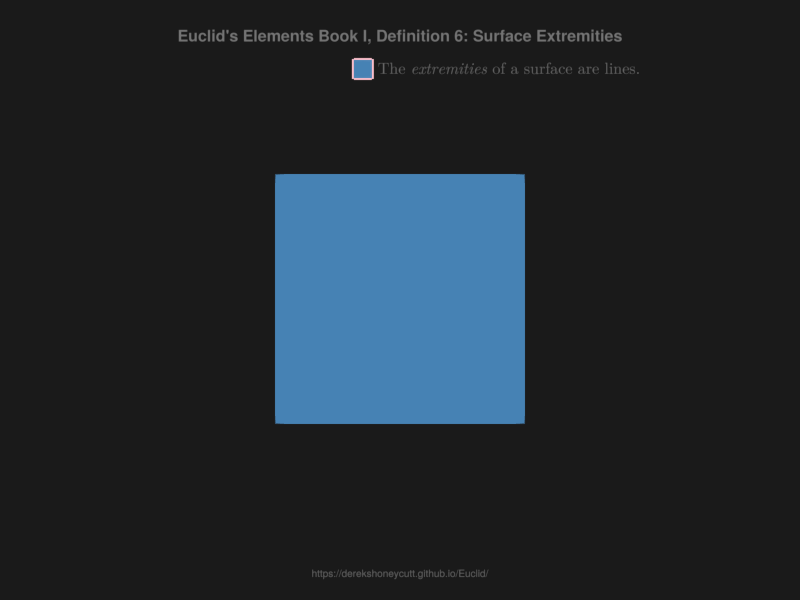 Euclid's Elements Book I, Definition 6: Surface Extremities
The extremities of a surface are lines.
https://derekshoneycutt.github.io/Euclid/